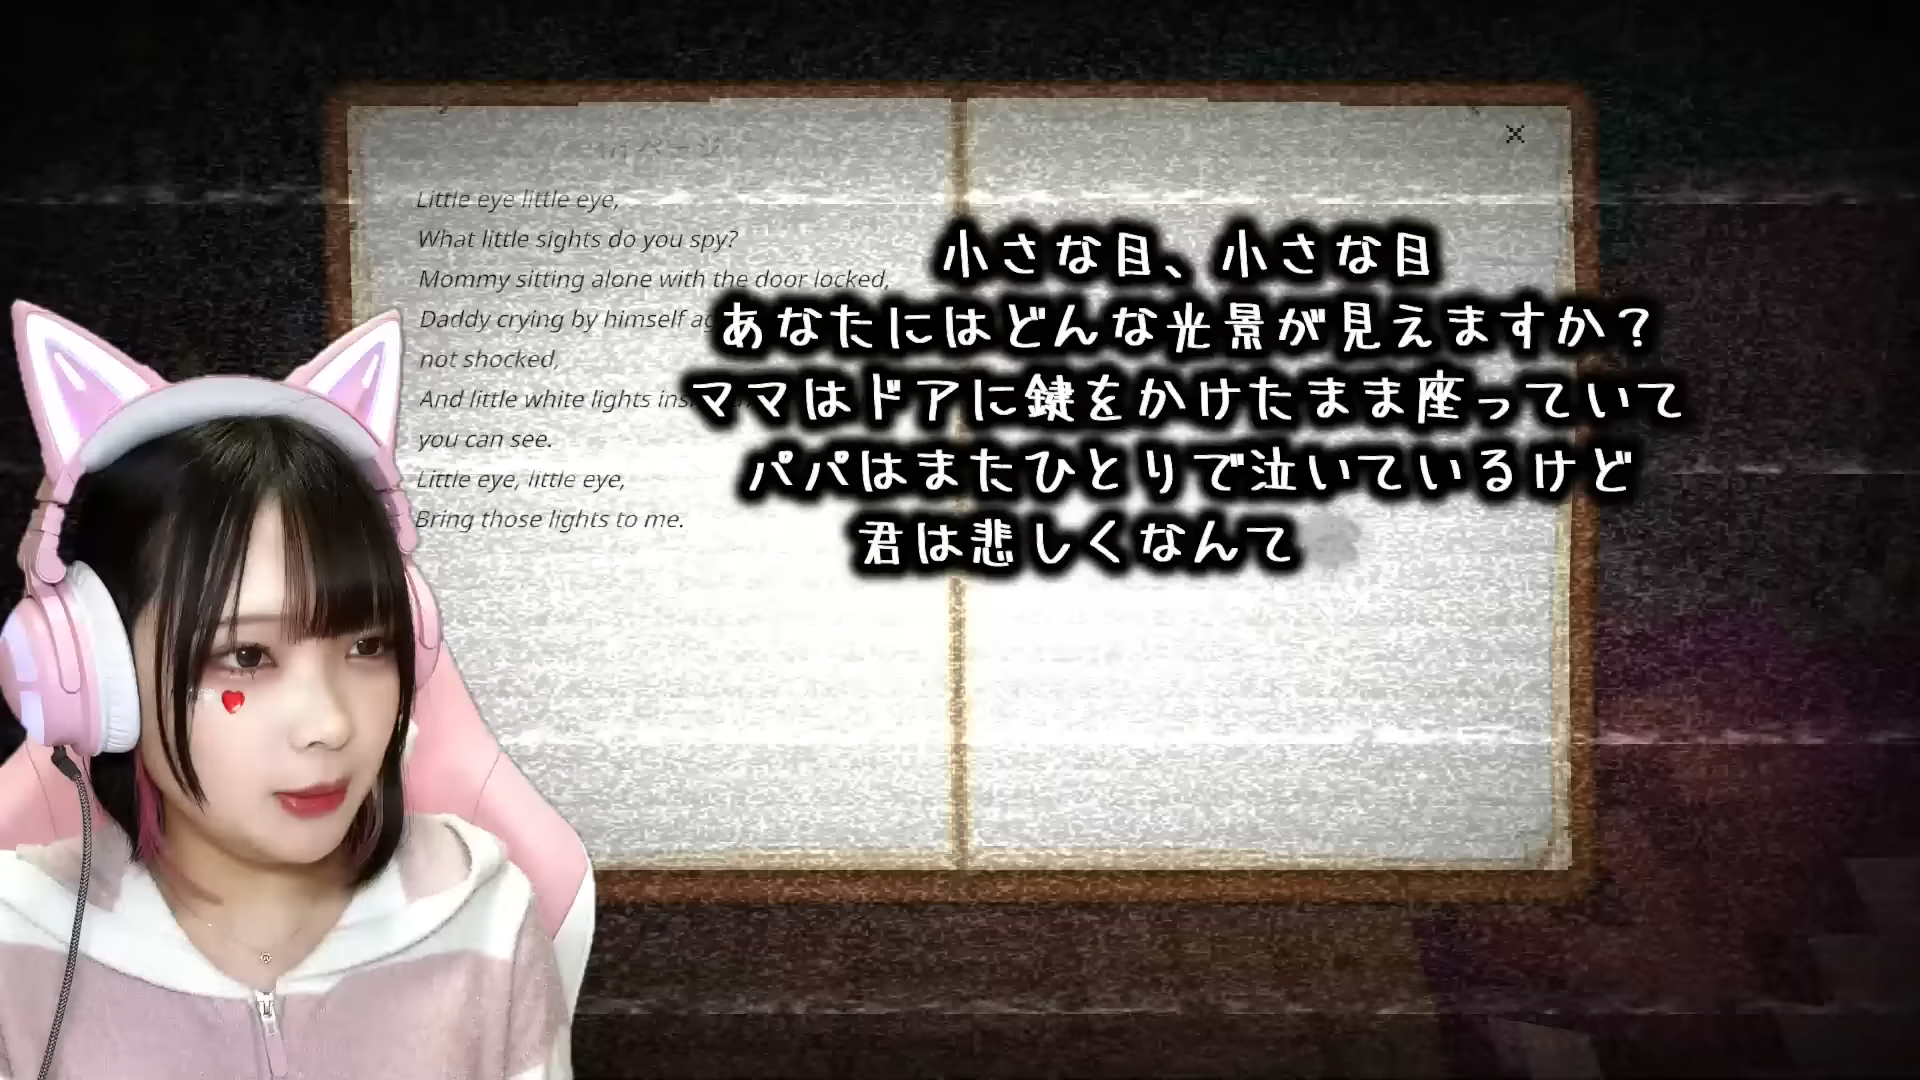 Little eye little eye,
What little sights do you spy?
Mommy sitting alone with the door locked,
Daddy crying by himself
not shocked,
And little white lights
you can see.
Little eye, little eye,
Bring those lights to me.
小さな目、小さな目
あなたにはどんな光景が見えますか？
ママはドアに鍵をかけたまま座っていて
パパはまたひとりで泣いているけど
君は悲しくなんて